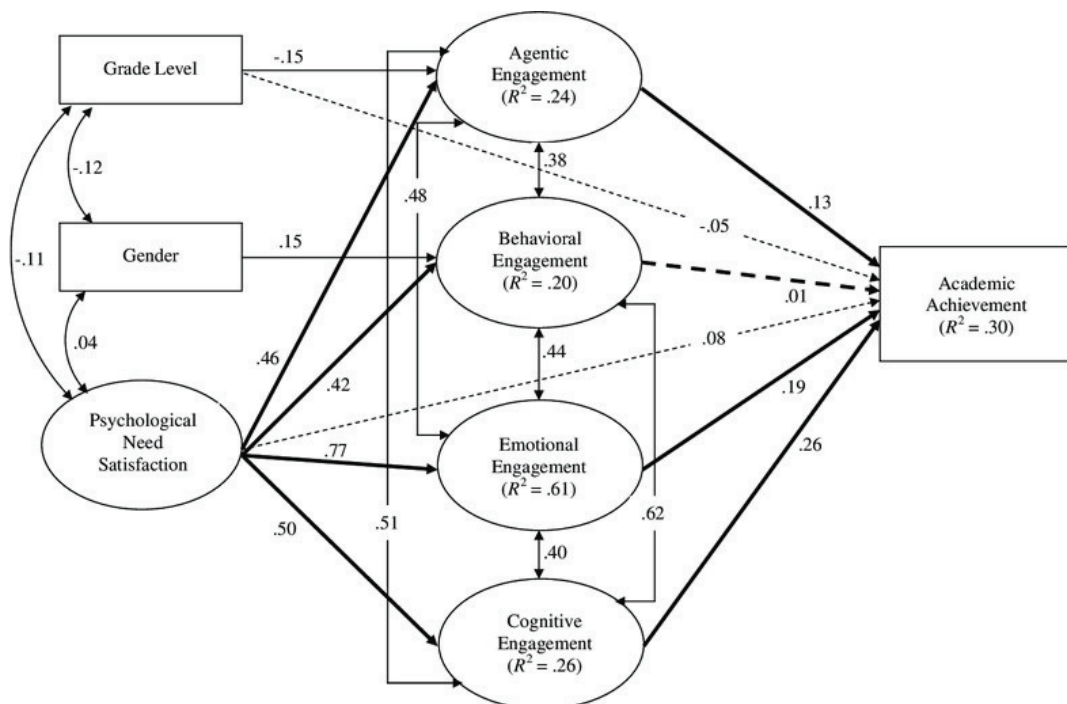 Grade Level
-.15
Agentic
Engagement
(R² = .24)
-.12
.48
.38
.13
-.11
Gender
.15
Behavioral
Engagement
(R² = .20)
-.05
.01
Academic
Achievement
(R² = .30)
.04
.46
.42
.44
.08
.19
Psychological
Need
Satisfaction
.77
Emotional
Engagement
(R² = .61)
.26
.50
.51
.62
.40
Cognitive
Engagement
(R² = .26)